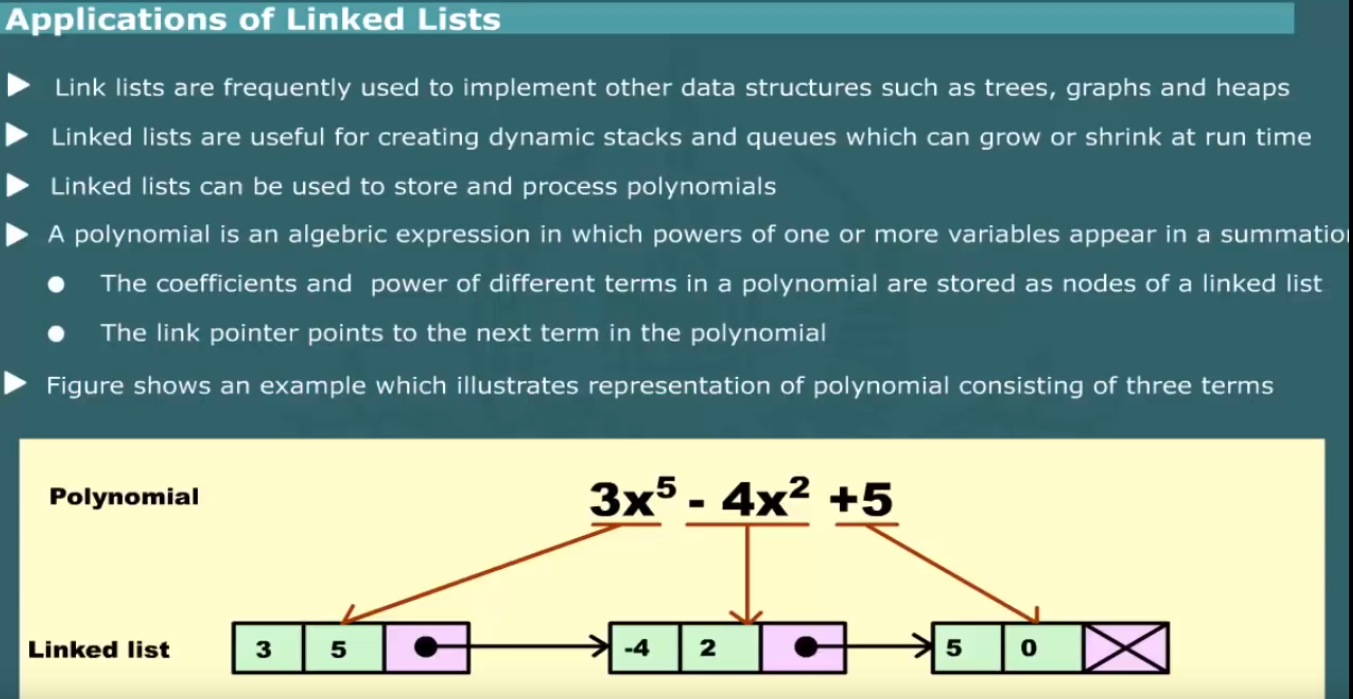 Applications of Linked Lists
Link lists are frequently used to implement other data structures such as trees, graphs and heaps
Linked lists are useful for creating dynamic stacks and queues which can grow or shrink at run time
Linked lists can be used to store and process polynomials
A polynomial is an algebric expression in which powers of one or more variables appear in a summatio
The coefficients and power of different terms in a polynomial are stored as nodes of a linked list
The link pointer points to the next term in the polynomial
Figure shows an example which illustrates representation of polynomial consisting of three terms
Polynomial 3x⁵ - 4x² +5
Linked list 3 5 -4 2 5 0